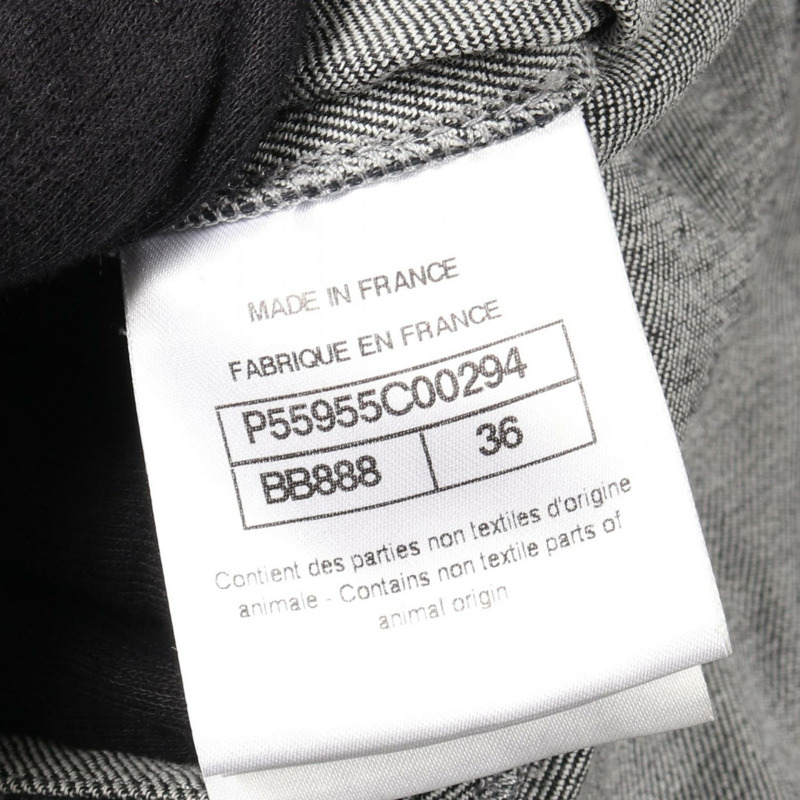 MADE IN FRANCE
FABRIQUE EN FRANCE
P55955C00294
BB888 36
Contient des parties non textiles d'origine
animale - Contains non textile parts of
animal origin